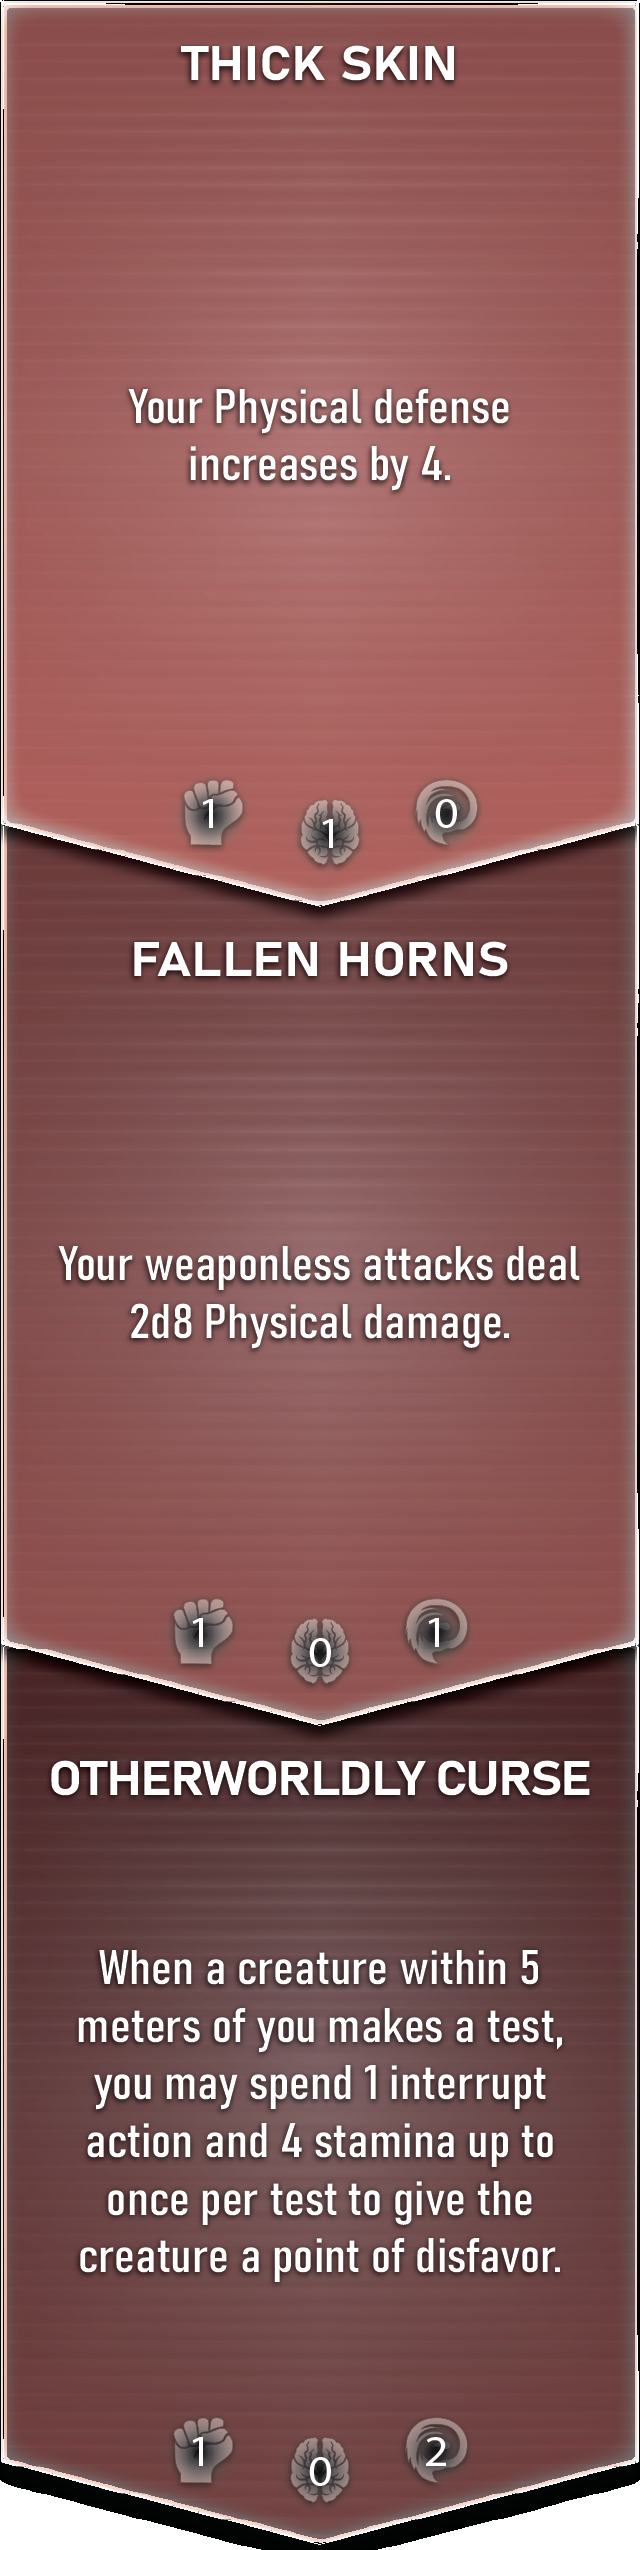 THICK SKIN
Your Physical defense
increases by 4.
1 1 0
FALLEN HORNS
Your weaponless attacks deal
2d8 Physical damage.
1 0 1
OTHERWORLDLY CURSE
When a creature within 5
meters of you makes a test,
you may spend 1 interrupt
action and 4 stamina up to
once per test to give the
creature a point of disfavor.
1 0 2